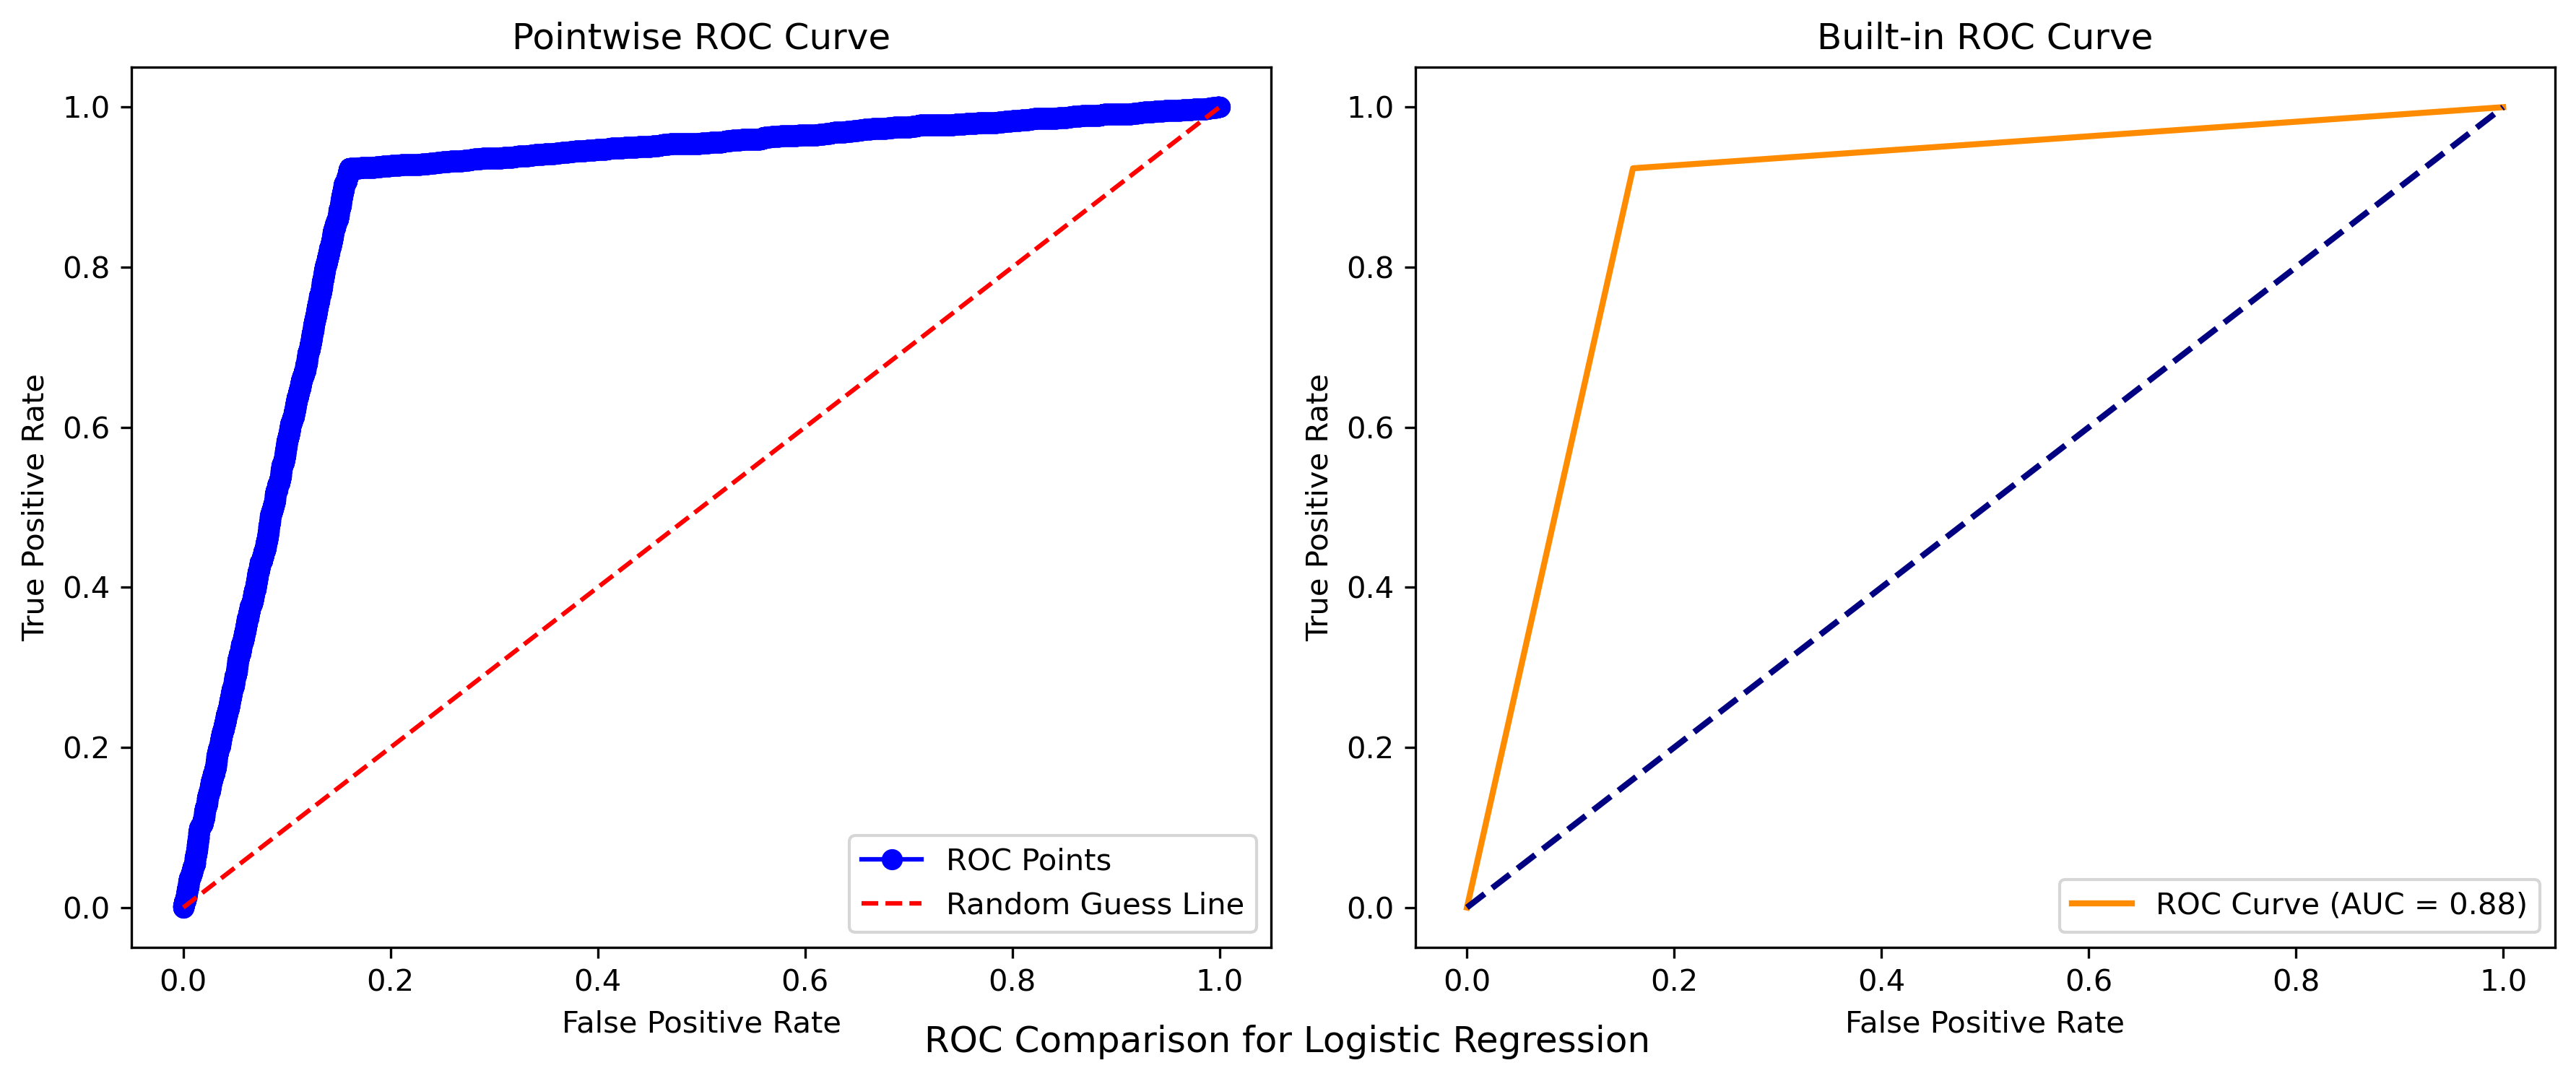 Pointwise ROC Curve
1.0
0.8
0.6
0.4
0.2
0.0
True Positive Rate
0.0 0.2 0.4 0.6 0.8 1.0
False Positive Rate
ROC Points
Random Guess Line
Built-in ROC Curve
1.0
0.8
0.6
0.4
0.2
0.0
True Positive Rate
0.0 0.2 0.4 0.6 0.8 1.0
False Positive Rate
ROC Curve (AUC = 0.88)
ROC Comparison for Logistic Regression